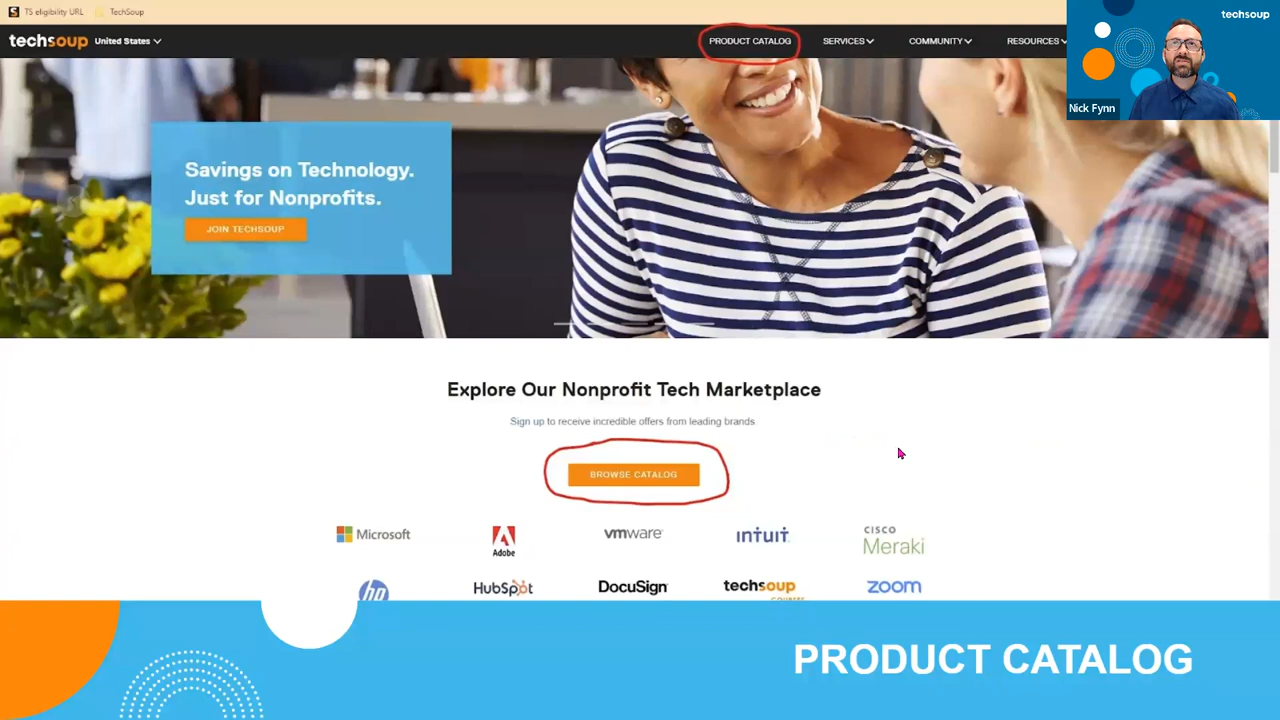 TS eligibility URL
TechSoup
techsoup
United States
PRODUCT CATALOG
SERVICES
COMMUNITY
RESOURCES
techsoup
Nick Fynn
Savings on Technology.
Just for Nonprofits.
JOIN TECHSOUP
Explore Our Nonprofit Tech Marketplace
Sign up to receive incredible offers from leading brands
BROWSE CATALOG
Microsoft
Adobe
vmware
intuit
CISCO
Meraki
hp
HubSpot
DocuSign
techsoup
zoom
PRODUCT CATALOG